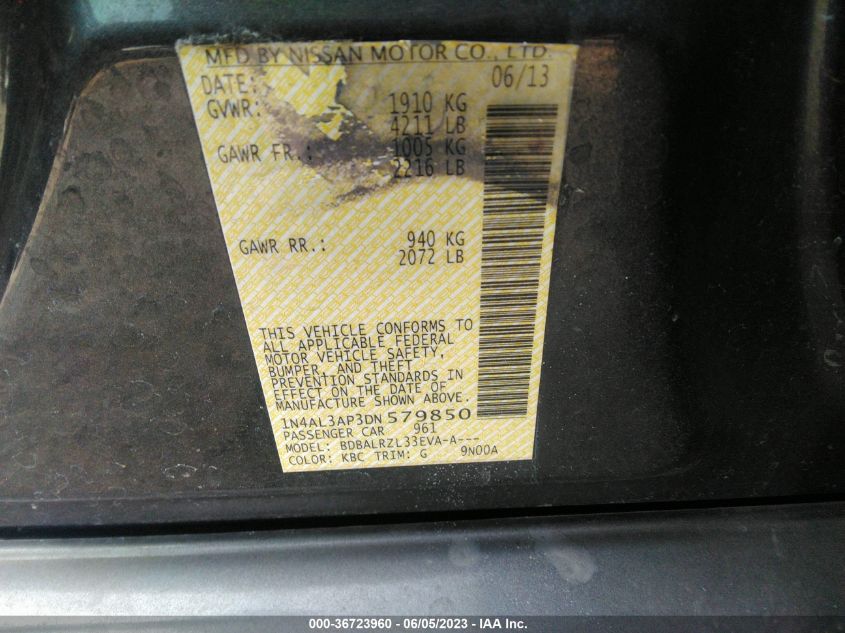 MFD BY NISSAN MOTOR CO., LTD.
DATE: 06/13
GVWR: 1910 KG
4211 LB
GAWR FR.: 1005 KG
2216 LB
GAWR RR.: 940 KG
2072 LB
THIS VEHICLE CONFORMS TO
ALL APPLICABLE FEDERAL
MOTOR VEHICLE SAFETY,
BUMPER, AND THEFT
PREVENTION STANDARDS IN
EFFECT ON THE DATE OF
MANUFACTURE SHOWN ABOVE.
1N4AL3AP3DN579850
PASSENGER CAR 961
MODEL: BDBALRZL33EVA-A---
COLOR: KBC TRIM: G 9N00A
000-36723960 - 06/05/2023 - IAA Inc.